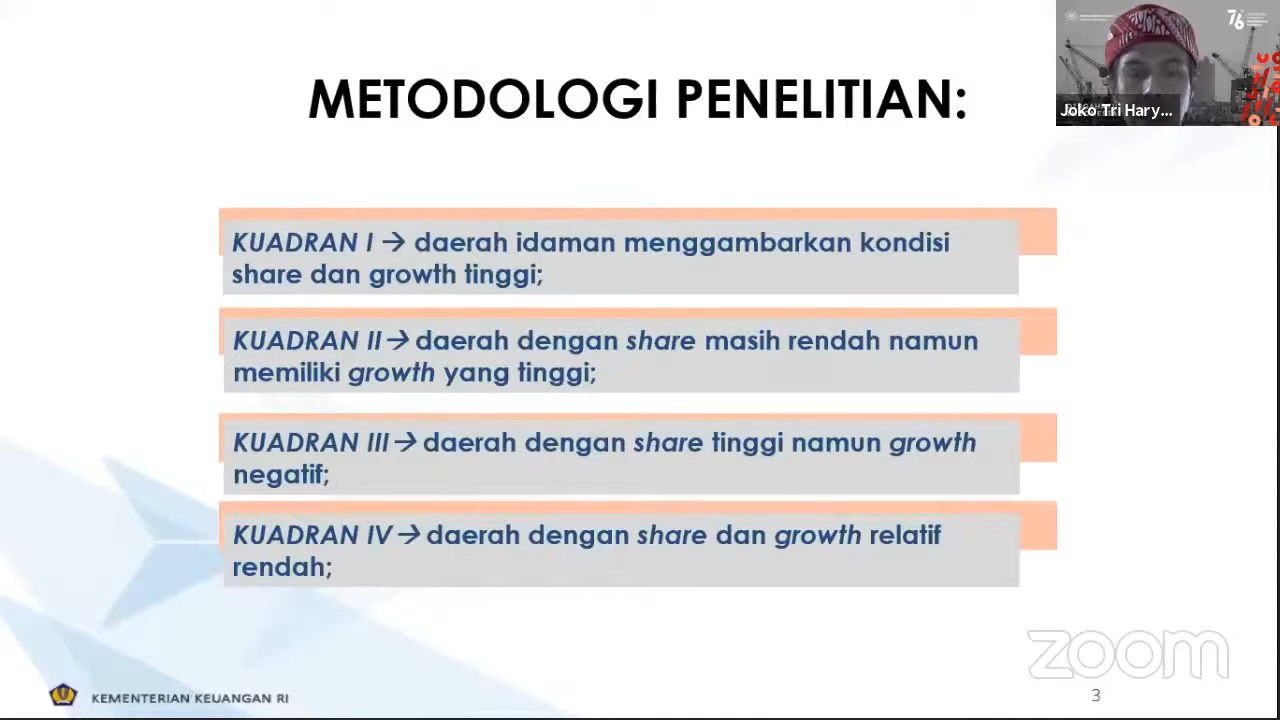 METODOLOGI PENELITIAN:
Joko Tri Hary...
KUADRAN I → daerah idaman menggambarkan kondisi
share dan growth tinggi;
KUADRAN II → daerah dengan share masih rendah namun
memiliki growth yang tinggi;
KUADRAN III → daerah dengan share tinggi namun growth
negatif;
KUADRAN IV → daerah dengan share dan growth relatif
rendah;
zoom
KEMENTERIAN KEUANGAN RI
3
76